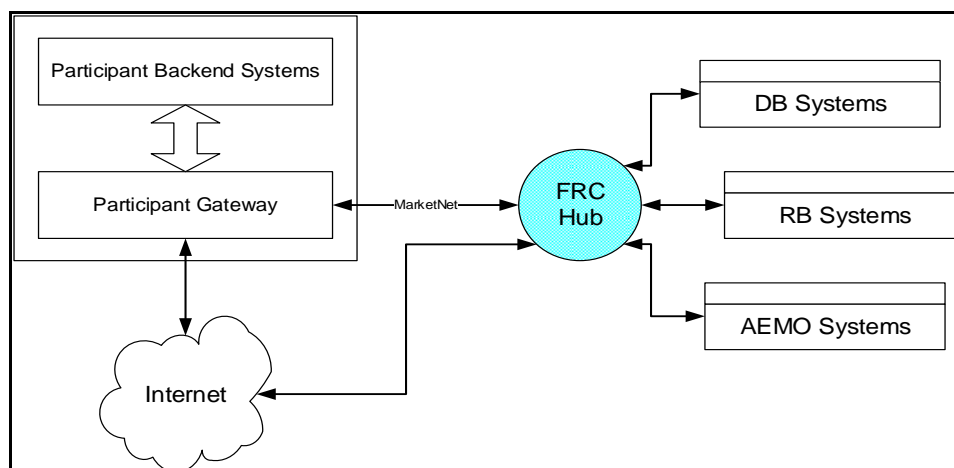 Participant Backend Systems
DB Systems
Participant Gateway
MarketNet
FRC
Hub
RB Systems
AEMO Systems
Internet